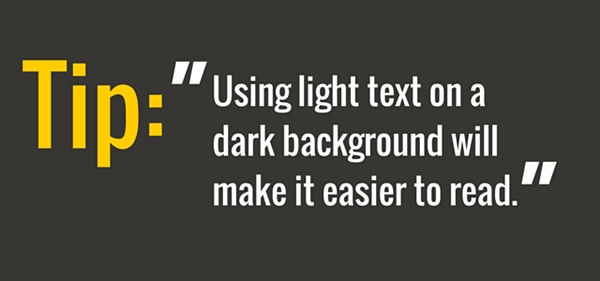 Tip:
"Using light text on a
dark background will
make it easier to read."